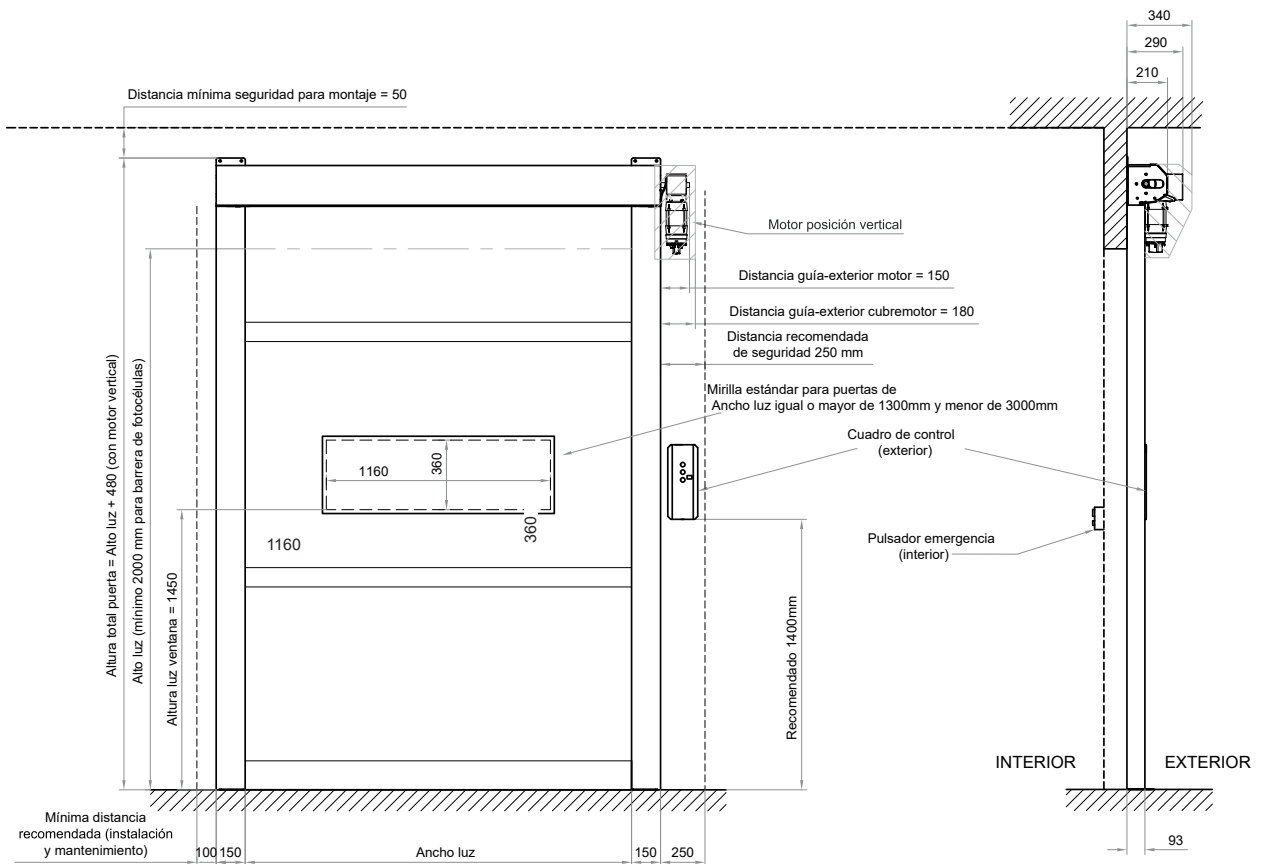 340
290
210
Distancia mínima seguridad para montaje = 50
Motor posición vertical
Distancia guía-exterior motor = 150
Distancia guía-exterior cubremotor = 180
Distancia recomendada
de seguridad 250 mm
Mirilla estándar para puertas de
Ancho luz igual o mayor de 1300mm y menor de 3000mm
Cuadro de control
(exterior)
1160
360
1160
360
Pulsador emergencia
(interior)
Altura total puerta = Alto luz + 480 (con motor vertical)
Alto luz (mínimo 2000 mm para barrera de fotocélulas)
Altura luz ventana = 1450
Recomendado 1400mm
INTERIOR
EXTERIOR
Mínima distancia
recomendada (instalación
y mantenimiento)
100
150
Ancho luz
150
250
93